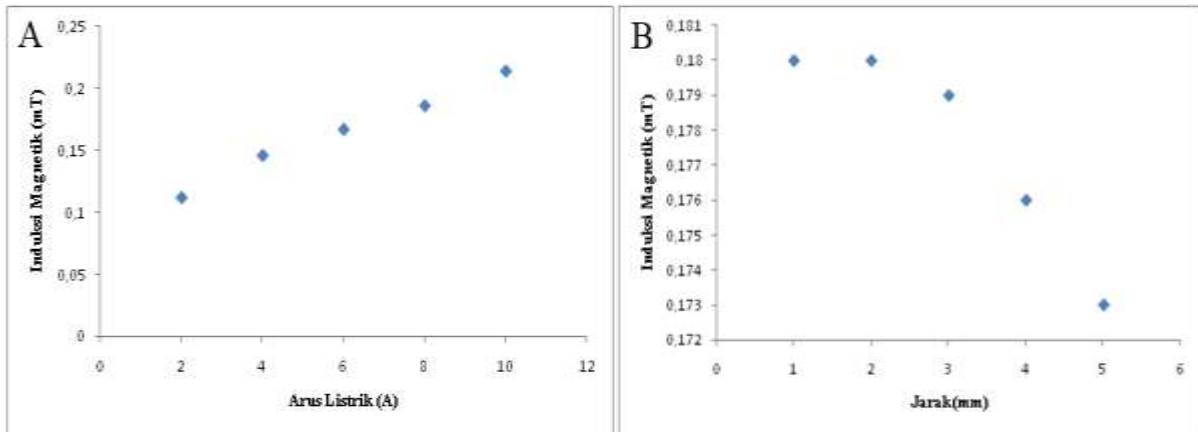 A
Induksi Magnetik (mT)
0,25
0,2
0,15
0,1
0,05
0
0 2 4 6 8 10 12
Arus Listrik (A)
B
Induksi Magnetik (mT)
0,181
0,18
0,179
0,178
0,177
0,176
0,175
0,174
0,173
0,172
0 1 2 3 4 5 6
Jarak(mm)